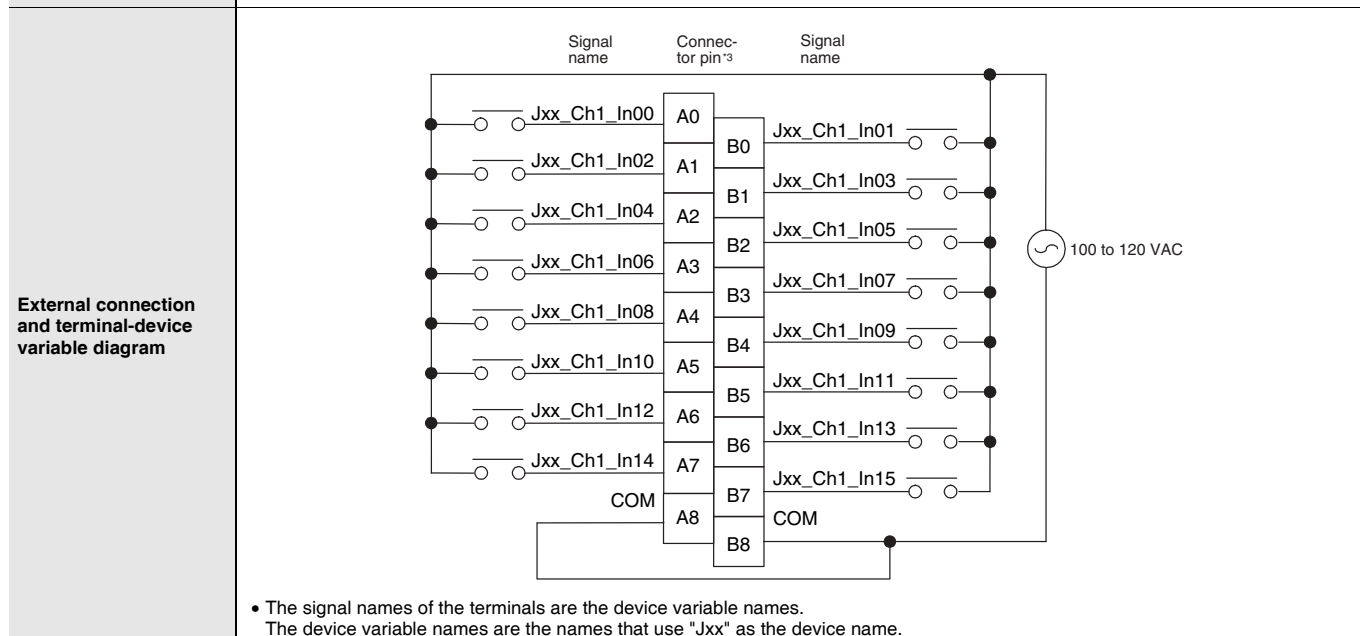 Signal name
Connec-tor pin*3
Signal name
Jxx_Ch1_In00 A0
B0 Jxx_Ch1_In01
Jxx_Ch1_In02 A1
B1 Jxx_Ch1_In03
Jxx_Ch1_In04 A2
B2 Jxx_Ch1_In05
Jxx_Ch1_In06 A3
B3 Jxx_Ch1_In07
Jxx_Ch1_In08 A4
B4 Jxx_Ch1_In09
Jxx_Ch1_In10 A5
B5 Jxx_Ch1_In11
Jxx_Ch1_In12 A6
B6 Jxx_Ch1_In13
Jxx_Ch1_In14 A7
B7 Jxx_Ch1_In15
COM A8
B8 COM
100 to 120 VAC
External connection
and terminal-device
variable diagram
• The signal names of the terminals are the device variable names.
The device variable names are the names that use "Jxx" as the device name.